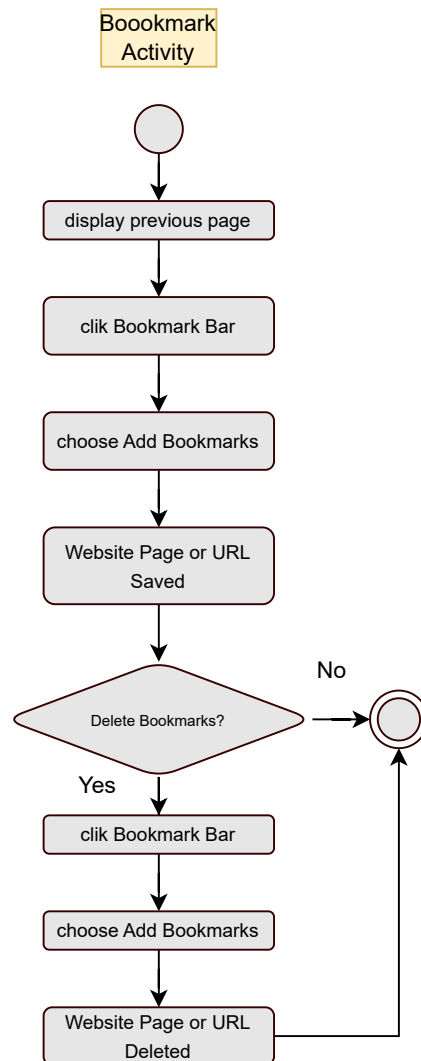 Boookmark
Activity
display previous page
clik Bookmark Bar
choose Add Bookmarks
Website Page or URL
Saved
Delete Bookmarks?
No
Yes
clik Bookmark Bar
choose Add Bookmarks
Website Page or URL
Deleted